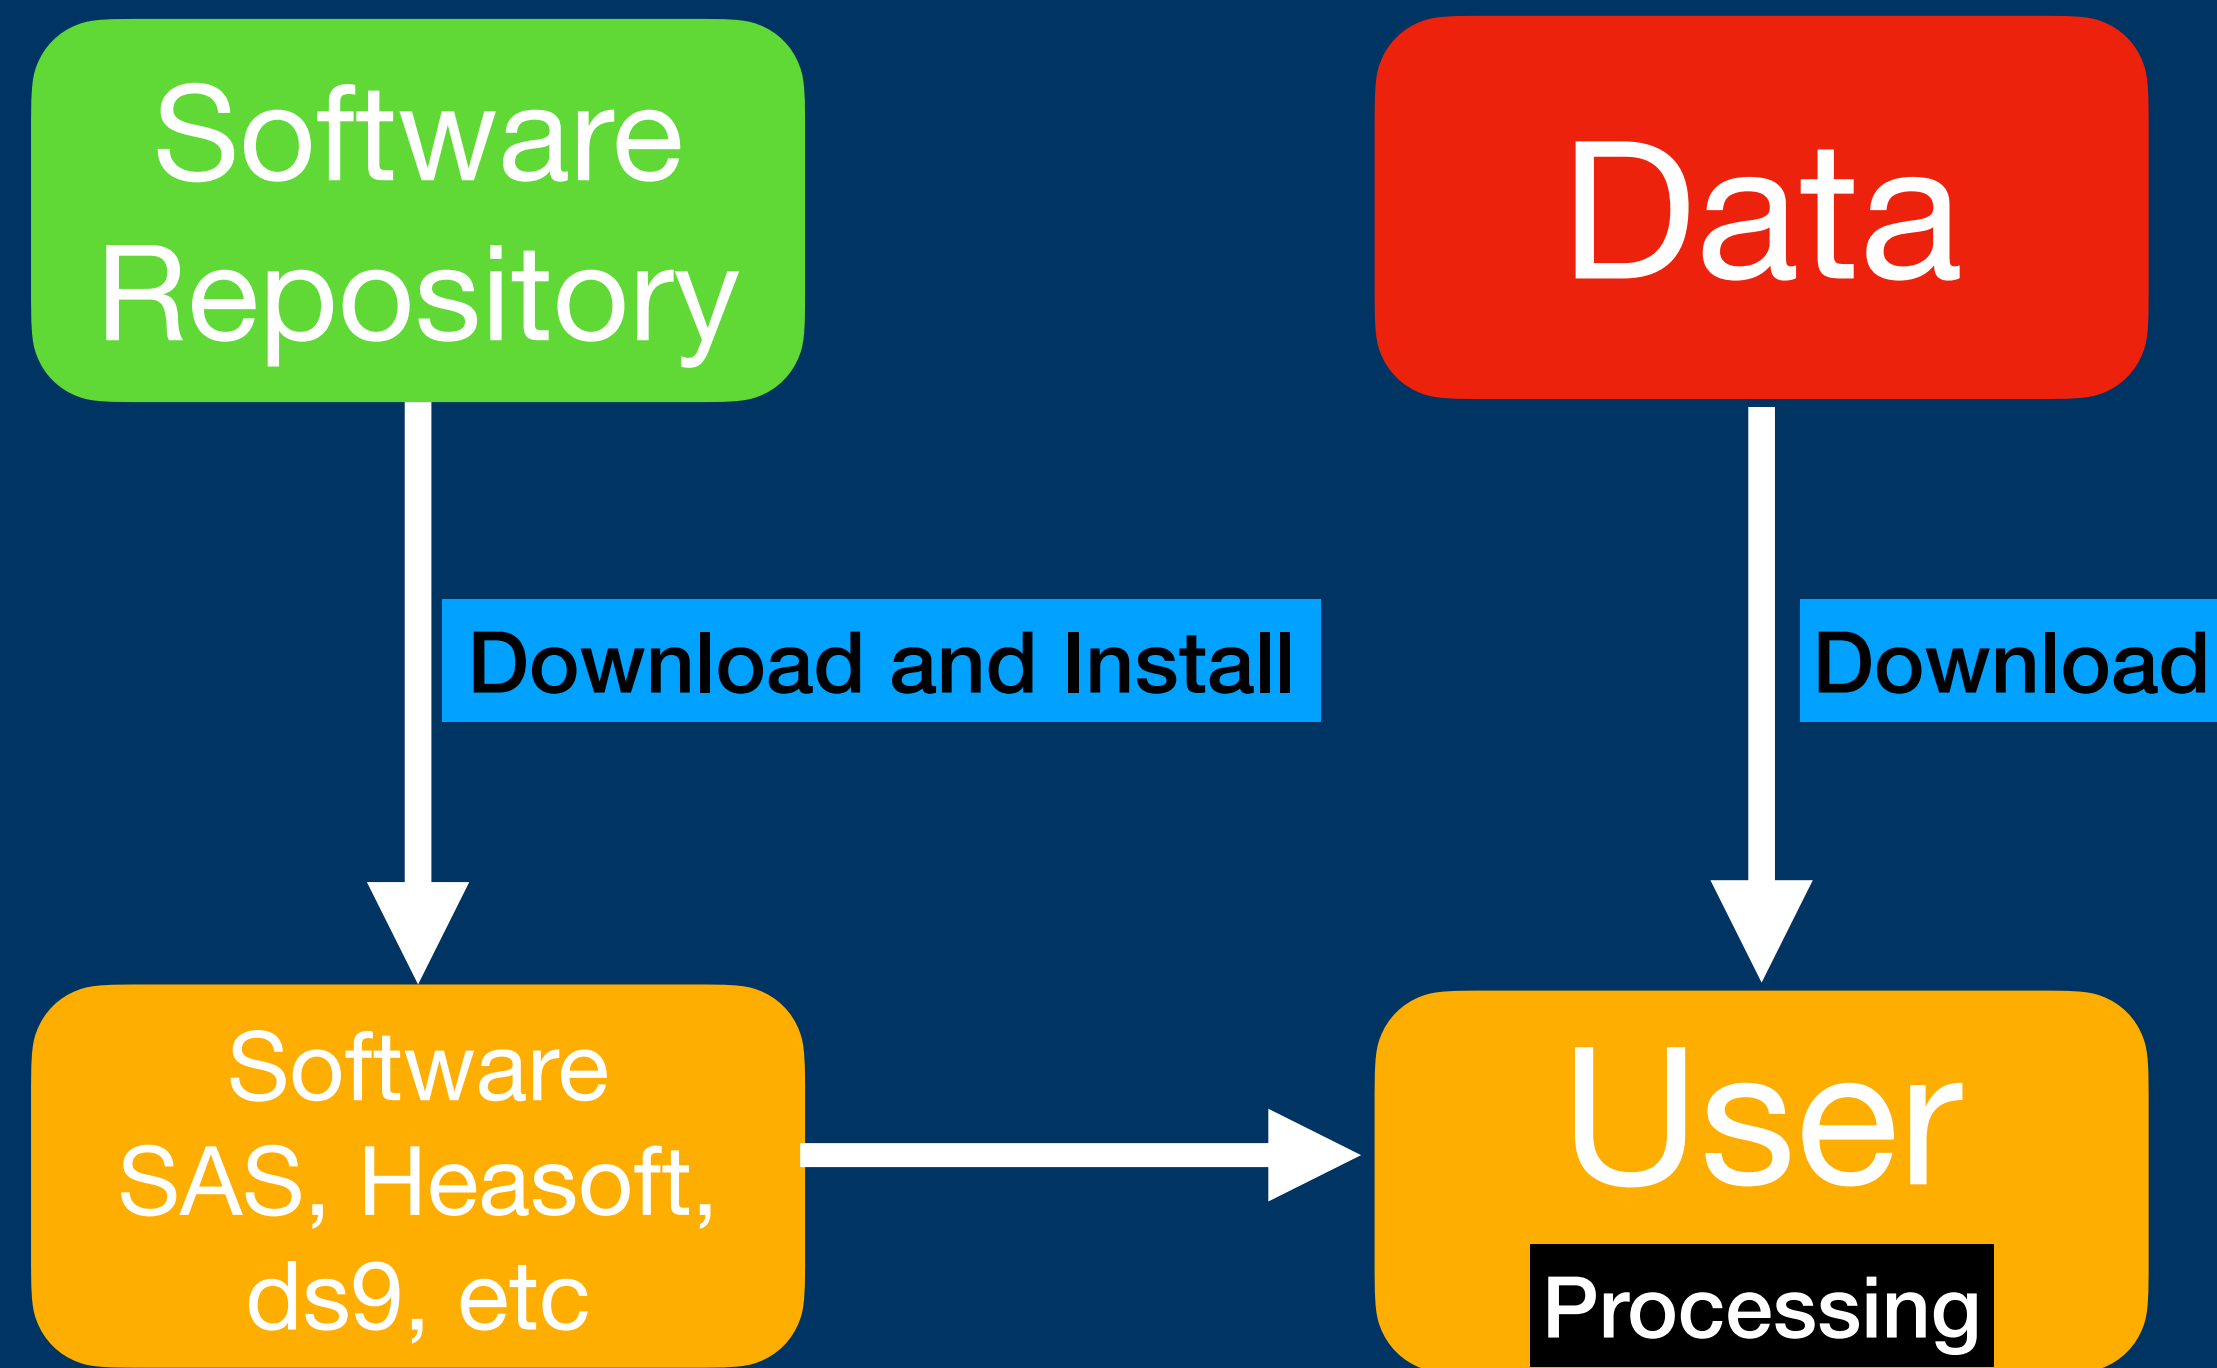 Software
Repository
Data
Download and Install
Download
Software
SAS, Heasoft,
ds9, etc
User
Processing